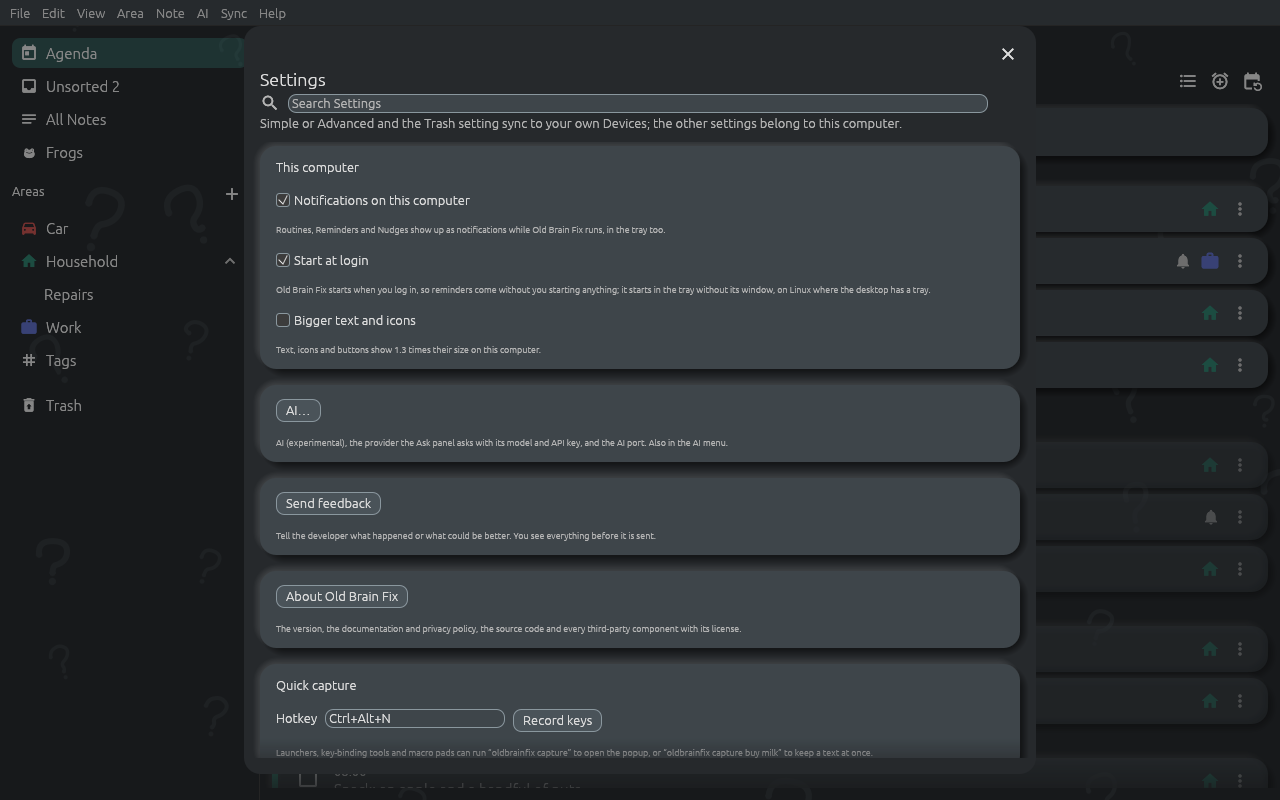 File Edit View Area Note AI Sync Help
Agenda
Unsorted 2
All Notes
Frogs
Areas
Car
Household
Repairs
Work
Tags
Trash
Settings
Search Settings
Simple or Advanced and the Trash setting sync to your own Devices; the other settings belong to this computer.
This computer
Notifications on this computer
Routines, Reminders and Nudges show up as notifications while Old Brain Fix runs, in the tray too.
Start at login
Old Brain Fix starts when you log in, so reminders come without you starting anything; it starts in the tray without its window, on Linux where the desktop has a tray.
Bigger text and icons
Text, icons and buttons show 1.3 times their size on this computer.
AI…
AI (experimental), the provider the Ask panel asks with its model and API key, and the AI port. Also in the AI menu.
Send feedback
Tell the developer what happened or what could be better. You see everything before it is sent.
About Old Brain Fix
The version, the documentation and privacy policy, the source code and every third-party component with its license.
Quick capture
Hotkey Ctrl+Alt+N Record keys
Launchers, key-binding tools and macro pads can run "oldbrainfix capture" to open the popup, or "oldbrainfix capture buy milk" to keep a text at once.